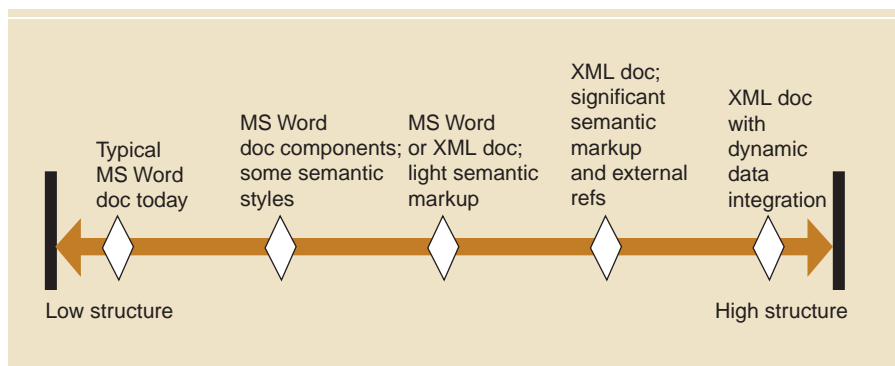 Typical
MS Word
doc today
MS Word
doc components;
some semantic
styles
MS Word
or XML doc;
light semantic
markup
XML doc;
significant
semantic
markup
and external
refs
XML doc
with
dynamic
data
integration
Low structure
High structure